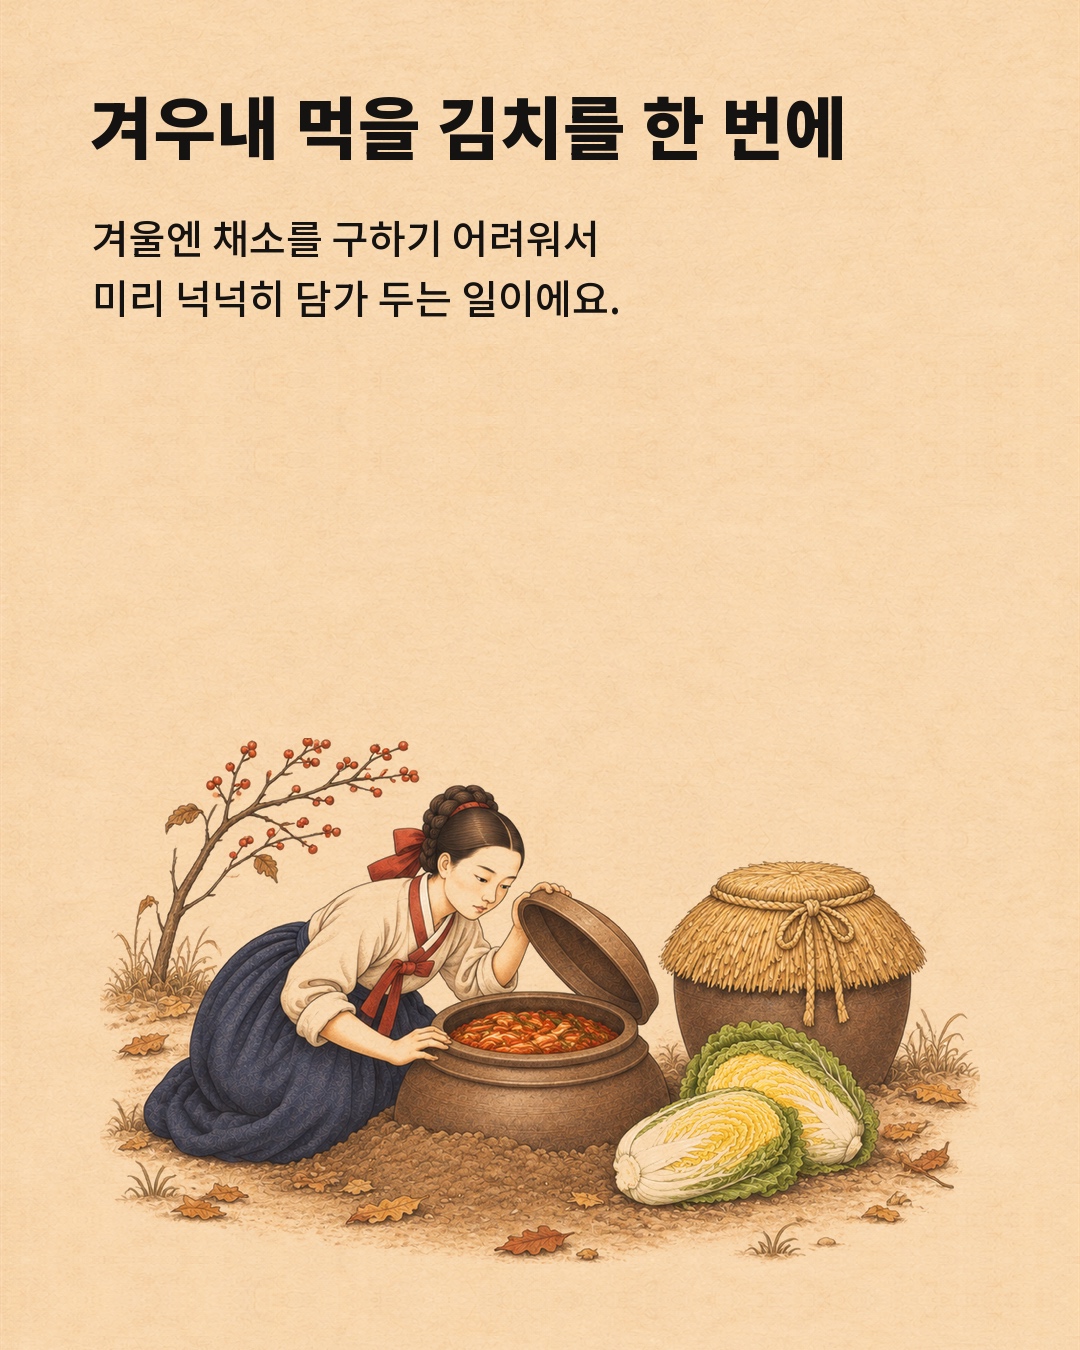 겨우내 먹을 김치를 한 번에
겨울엔 채소를 구하기 어려워서
미리 넉넉히 담가 두는 일이에요.